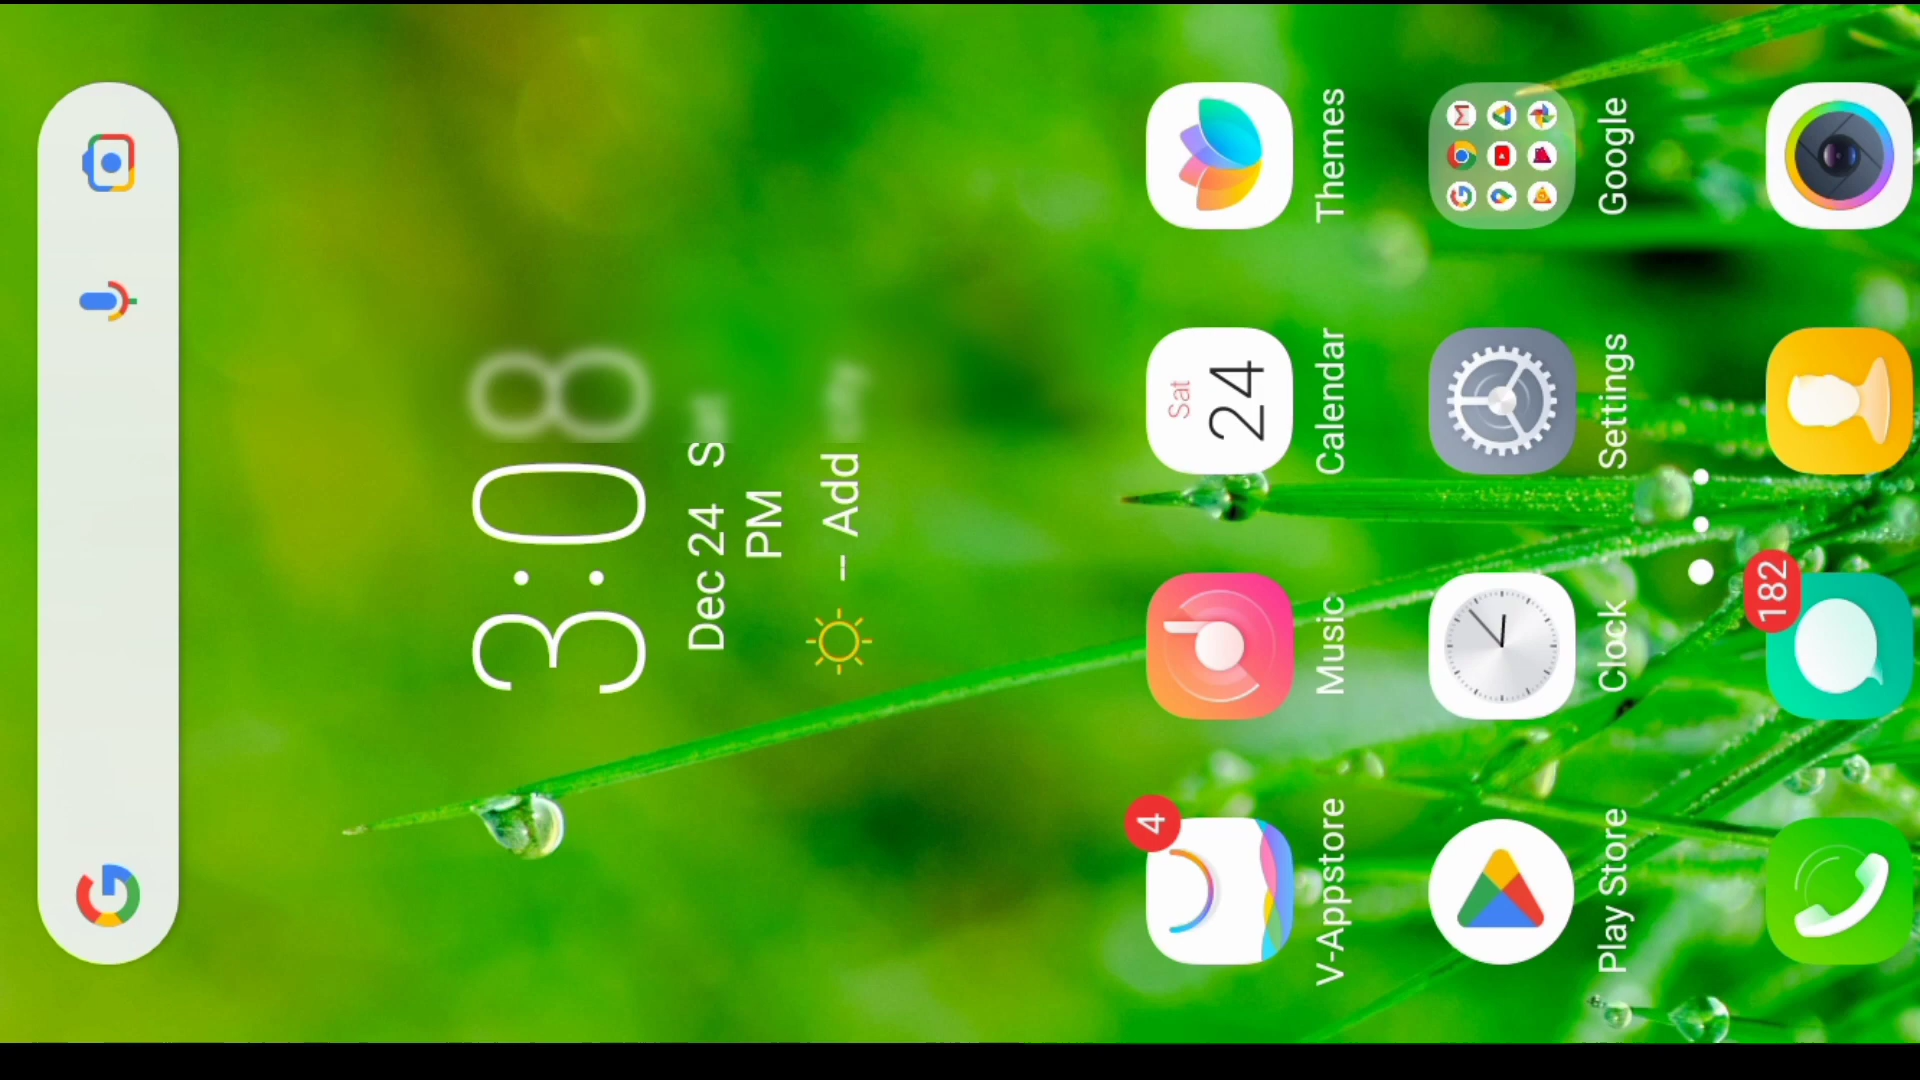 3:08
Dec 24 Sat
PM
-- Add
4
V-Appstore
Music
Sat
24
Calendar
Themes
Play Store
Clock
Settings
Google
182